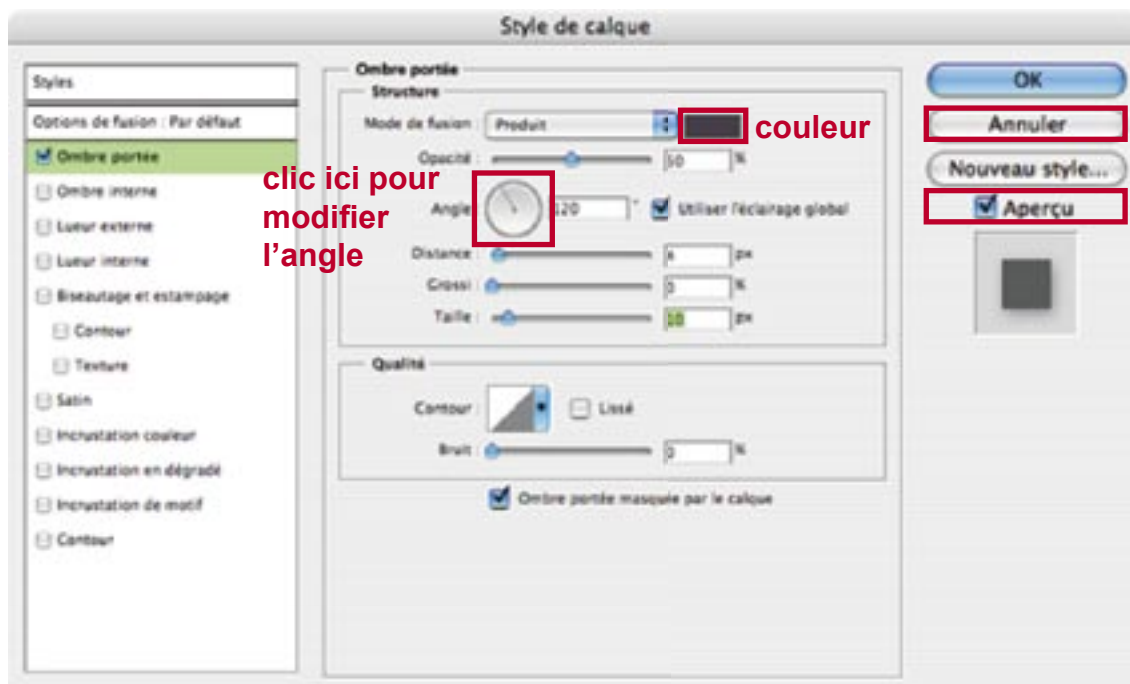 Style de calque
Styles
Options de fusion : Par défaut
Ombre portée
Ombre interne
Lueur externe
Lueur interne
Biseautage et estampage
Contour
Texture
Satin
Incrustation couleur
Incrustation en dégradé
Incrustation de motif
Contour
Ombre portée
Structure
Mode de fusion : Produit
couleur
Opacité : 50 %
clic ici pour
modifier
l'angle
Angle : 120 ° Utiliser l'éclairage global
Distance : px
Grossi : 0 %
Taille : 10 px
Qualité
Contour : Lissé
Bruit : 0 %
Ombre portée masquée par le calque
OK
Annuler
Nouveau style...
Aperçu